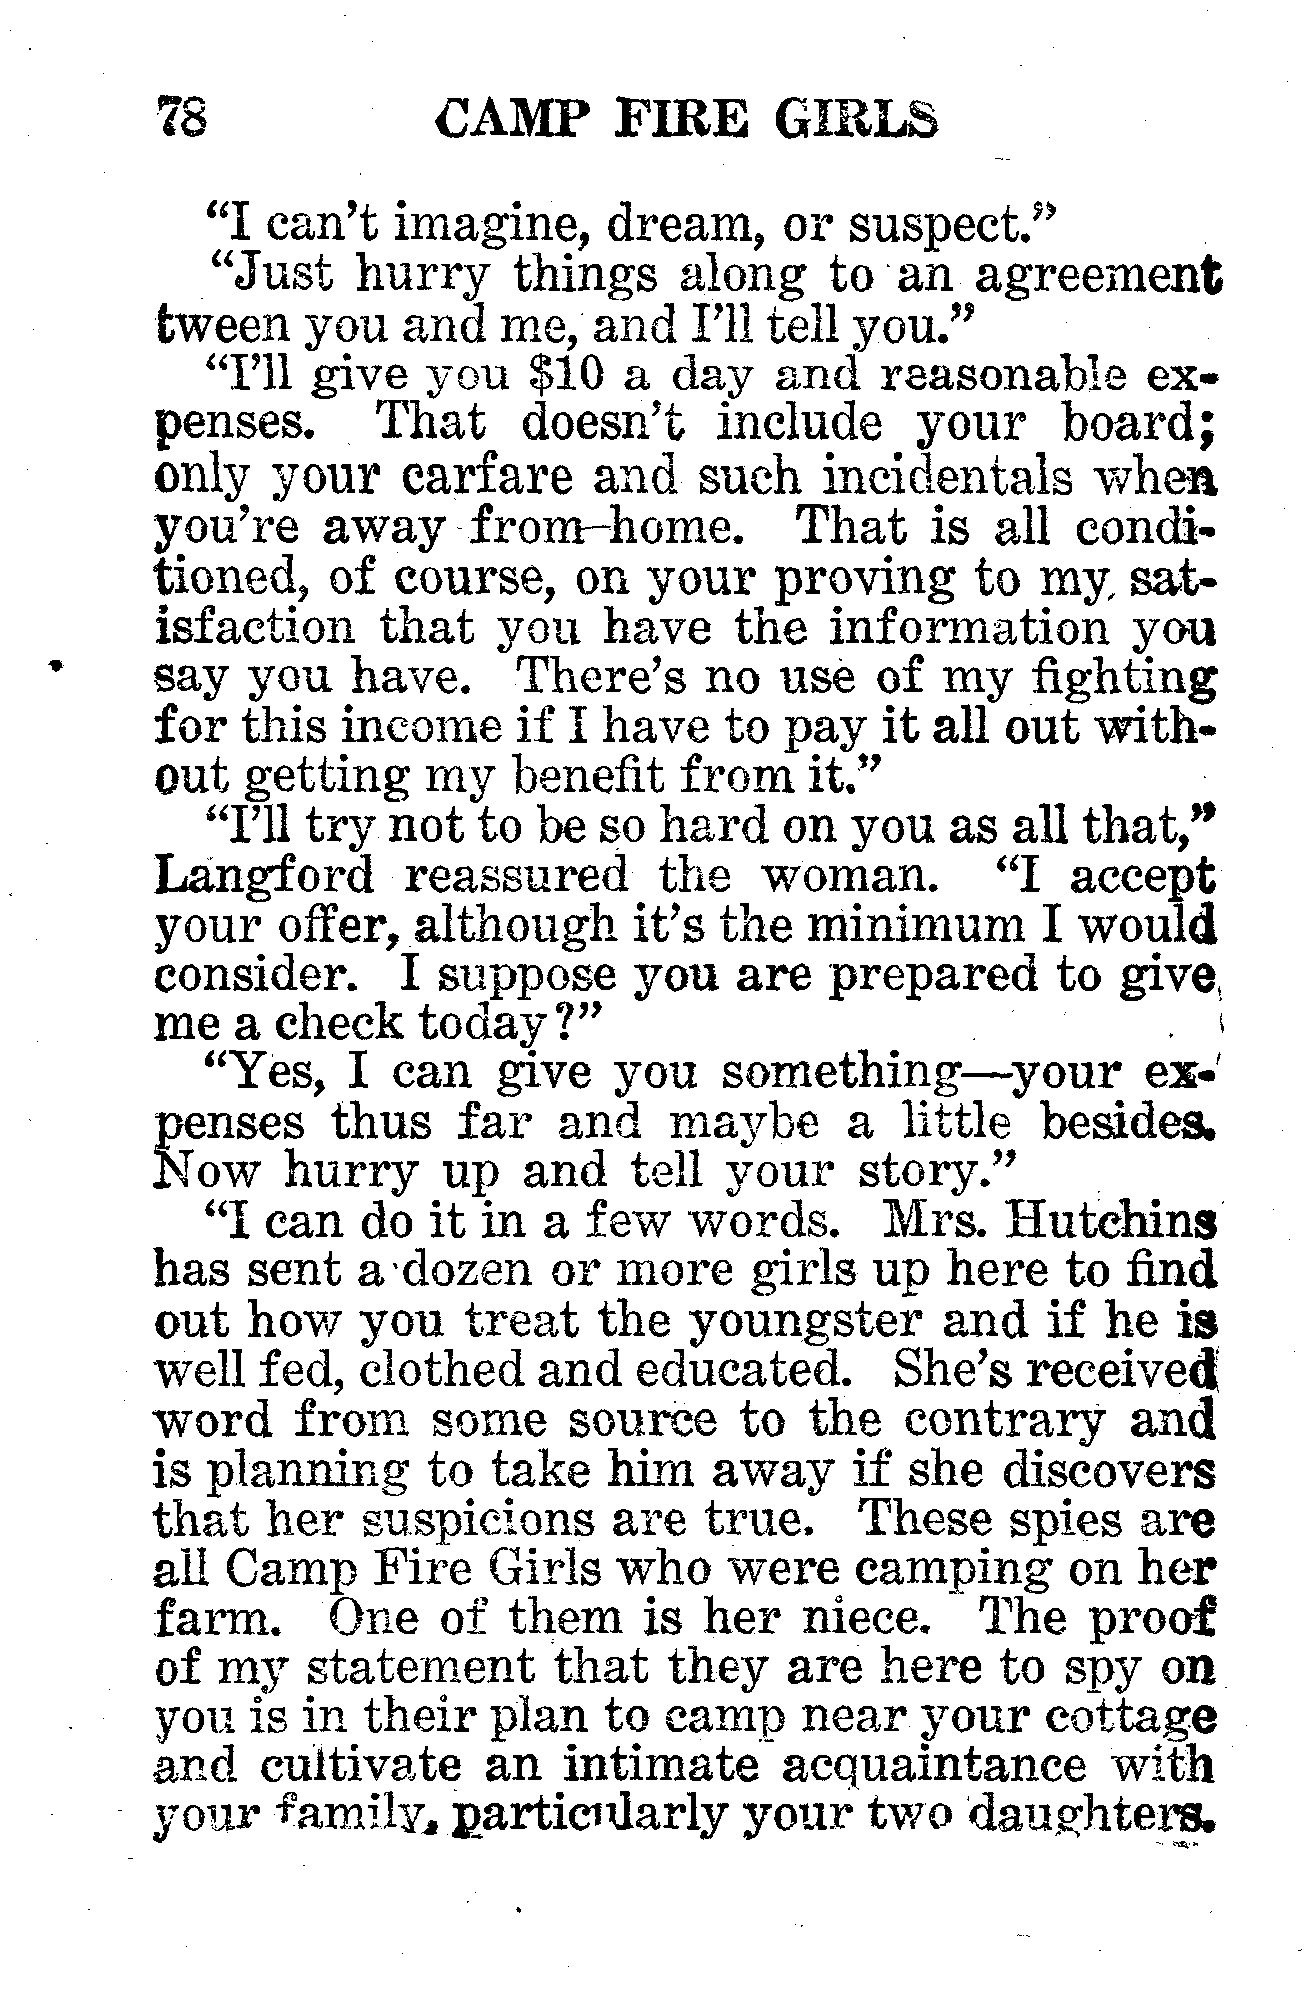 78 CAMP FIRE GIRLS
“I can’t imagine, dream, or suspect.”
“Just hurry things along to an agreement
tween you and me, and I’ll tell you.”
“I’ll give you $10 a day and reasonable ex-
penses. That doesn’t include your board;
only your carfare and such incidentals when
you’re away from home. That is all condi-
tioned, of course, on your proving to my sat-
isfaction that you have the information you
say you have. There’s no use of my fighting
for this income if I have to pay it all out with-
out getting my benefit from it.”
“I’ll try not to be so hard on you as all that,”
Langford reassured the woman. “I accept
your offer, although it’s the minimum I would
consider. I suppose you are prepared to give
me a check today?”
“Yes, I can give you something—your ex-
penses thus far and maybe a little besides.
Now hurry up and tell your story.”
“I can do it in a few words. Mrs. Hutchins
has sent a dozen or more girls up here to find
out how you treat the youngster and if he is
well fed, clothed and educated. She’s received
word from some source to the contrary and
is planning to take him away if she discovers
that her suspicions are true. These spies are
all Camp Fire Girls who were camping on her
farm. One of them is her niece. The proof
of my statement that they are here to spy on
you is in their plan to camp near your cottage
and cultivate an intimate acquaintance with
your family, particularly your two daughters.